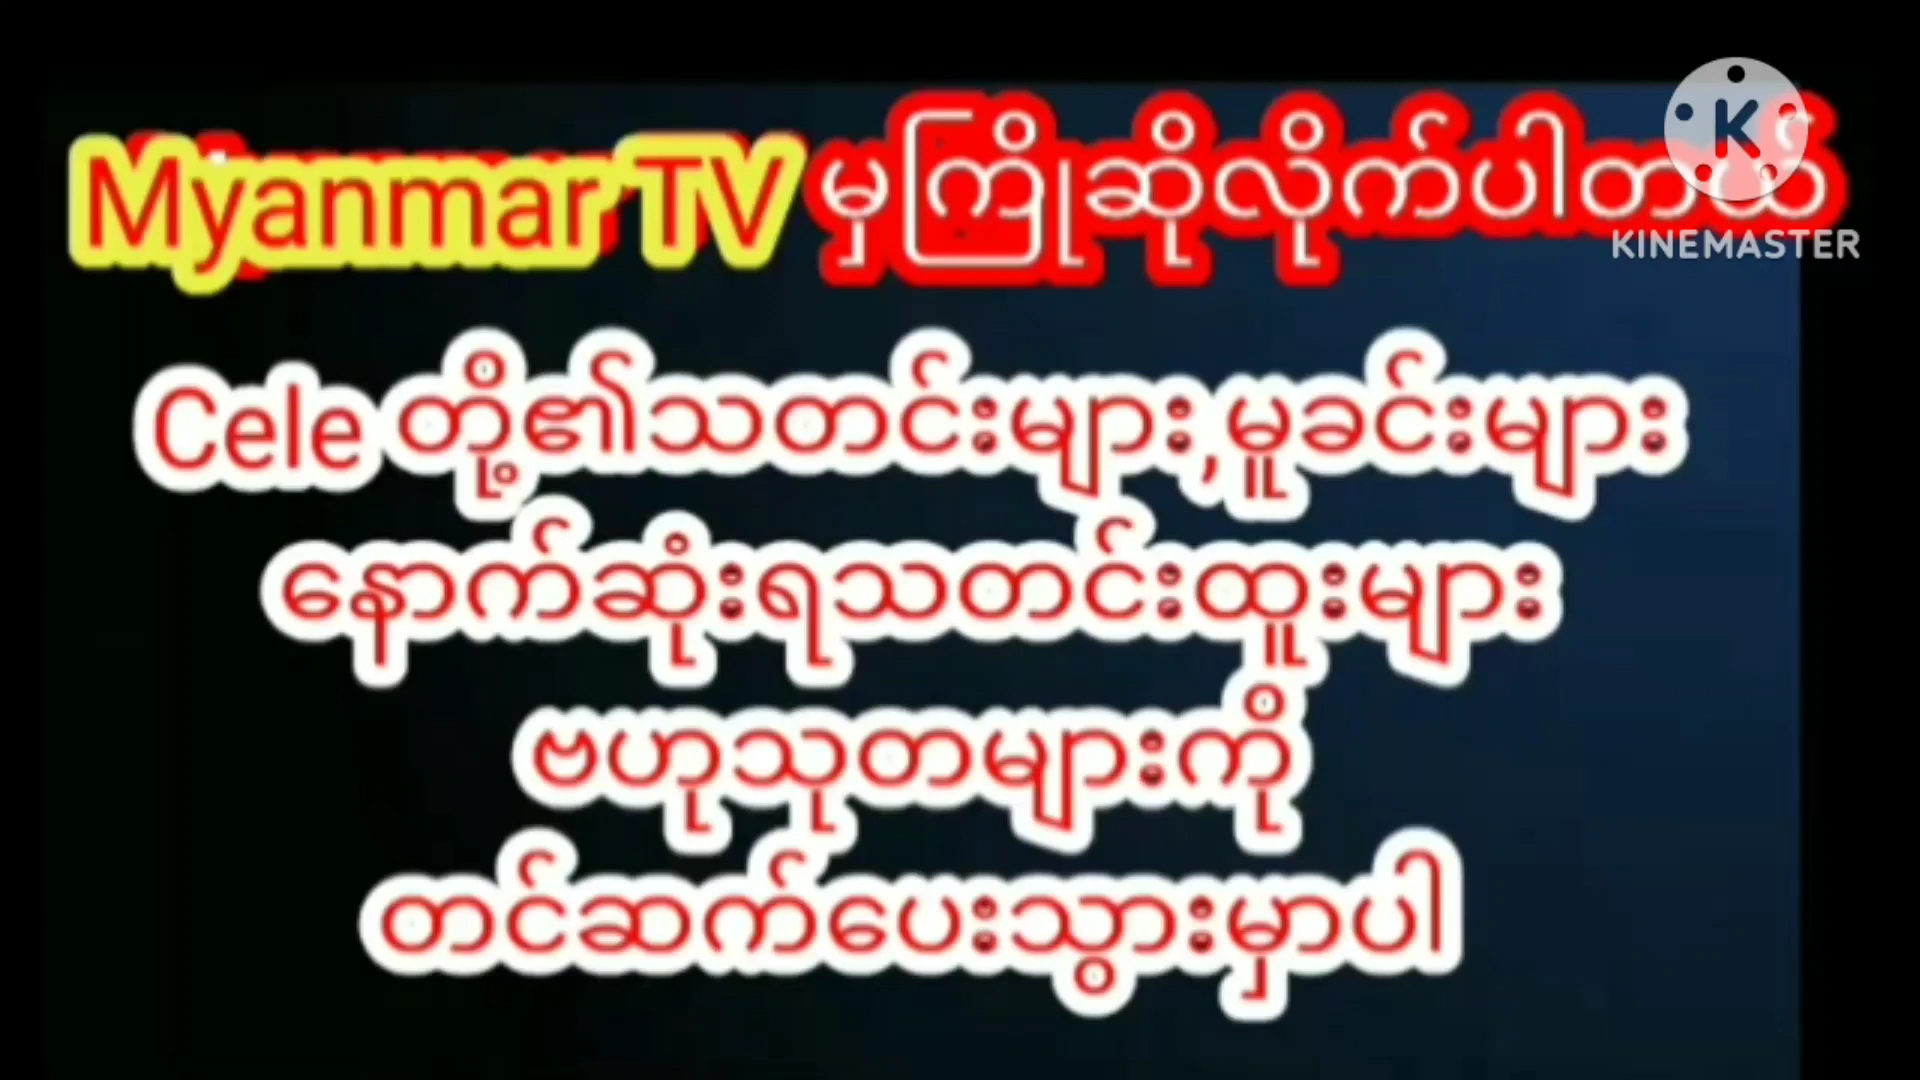 Myanmar TV မှကြိုဆိုလိုက်ပါတယ်
KINEMASTER
Cele တို့၏သတင်းများ,မူခင်းများ
နောက်ဆုံးရသတင်းထူးများ
ဗဟုသုတများကို
တင်ဆက်ပေးသွားမှာပါ